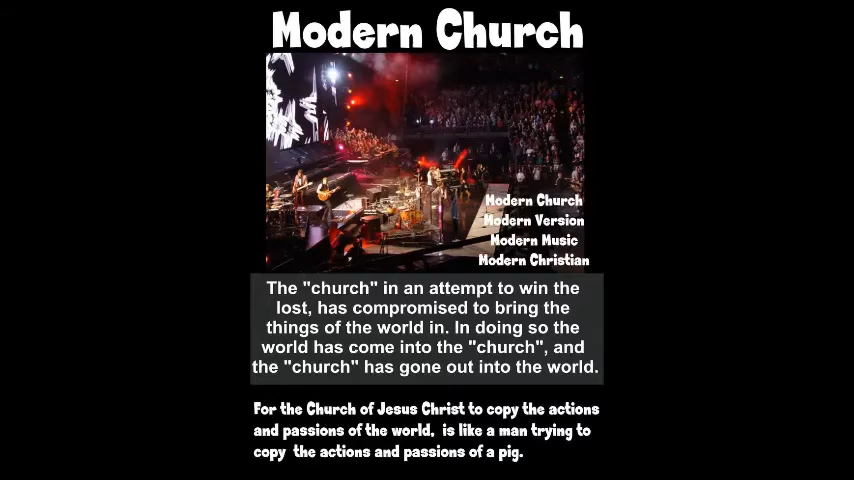 Modern Church
Modern Church
Modern Version
Modern Music
Modern Christian
The "church" in an attempt to win the
lost, has compromised to bring the
things of the world in. In doing so the
world has come into the "church", and
the "church" has gone out into the world.
For the Church of Jesus Christ to copy the actions
and passions of the world, is like a man trying to
copy the actions and passions of a pig.